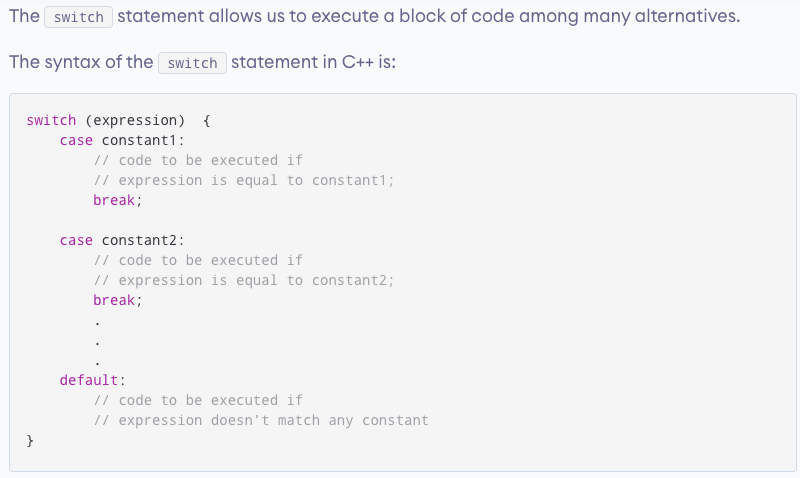 The switch statement allows us to execute a block of code among many alternatives.
The syntax of the switch statement in C++ is:
switch (expression)  {
    case constant1:
        // code to be executed if
        // expression is equal to constant1;
        break;

    case constant2:
        // code to be executed if
        // expression is equal to constant2;
        break;
        .
        .
        .
    default:
        // code to be executed if
        // expression doesn't match any constant
}